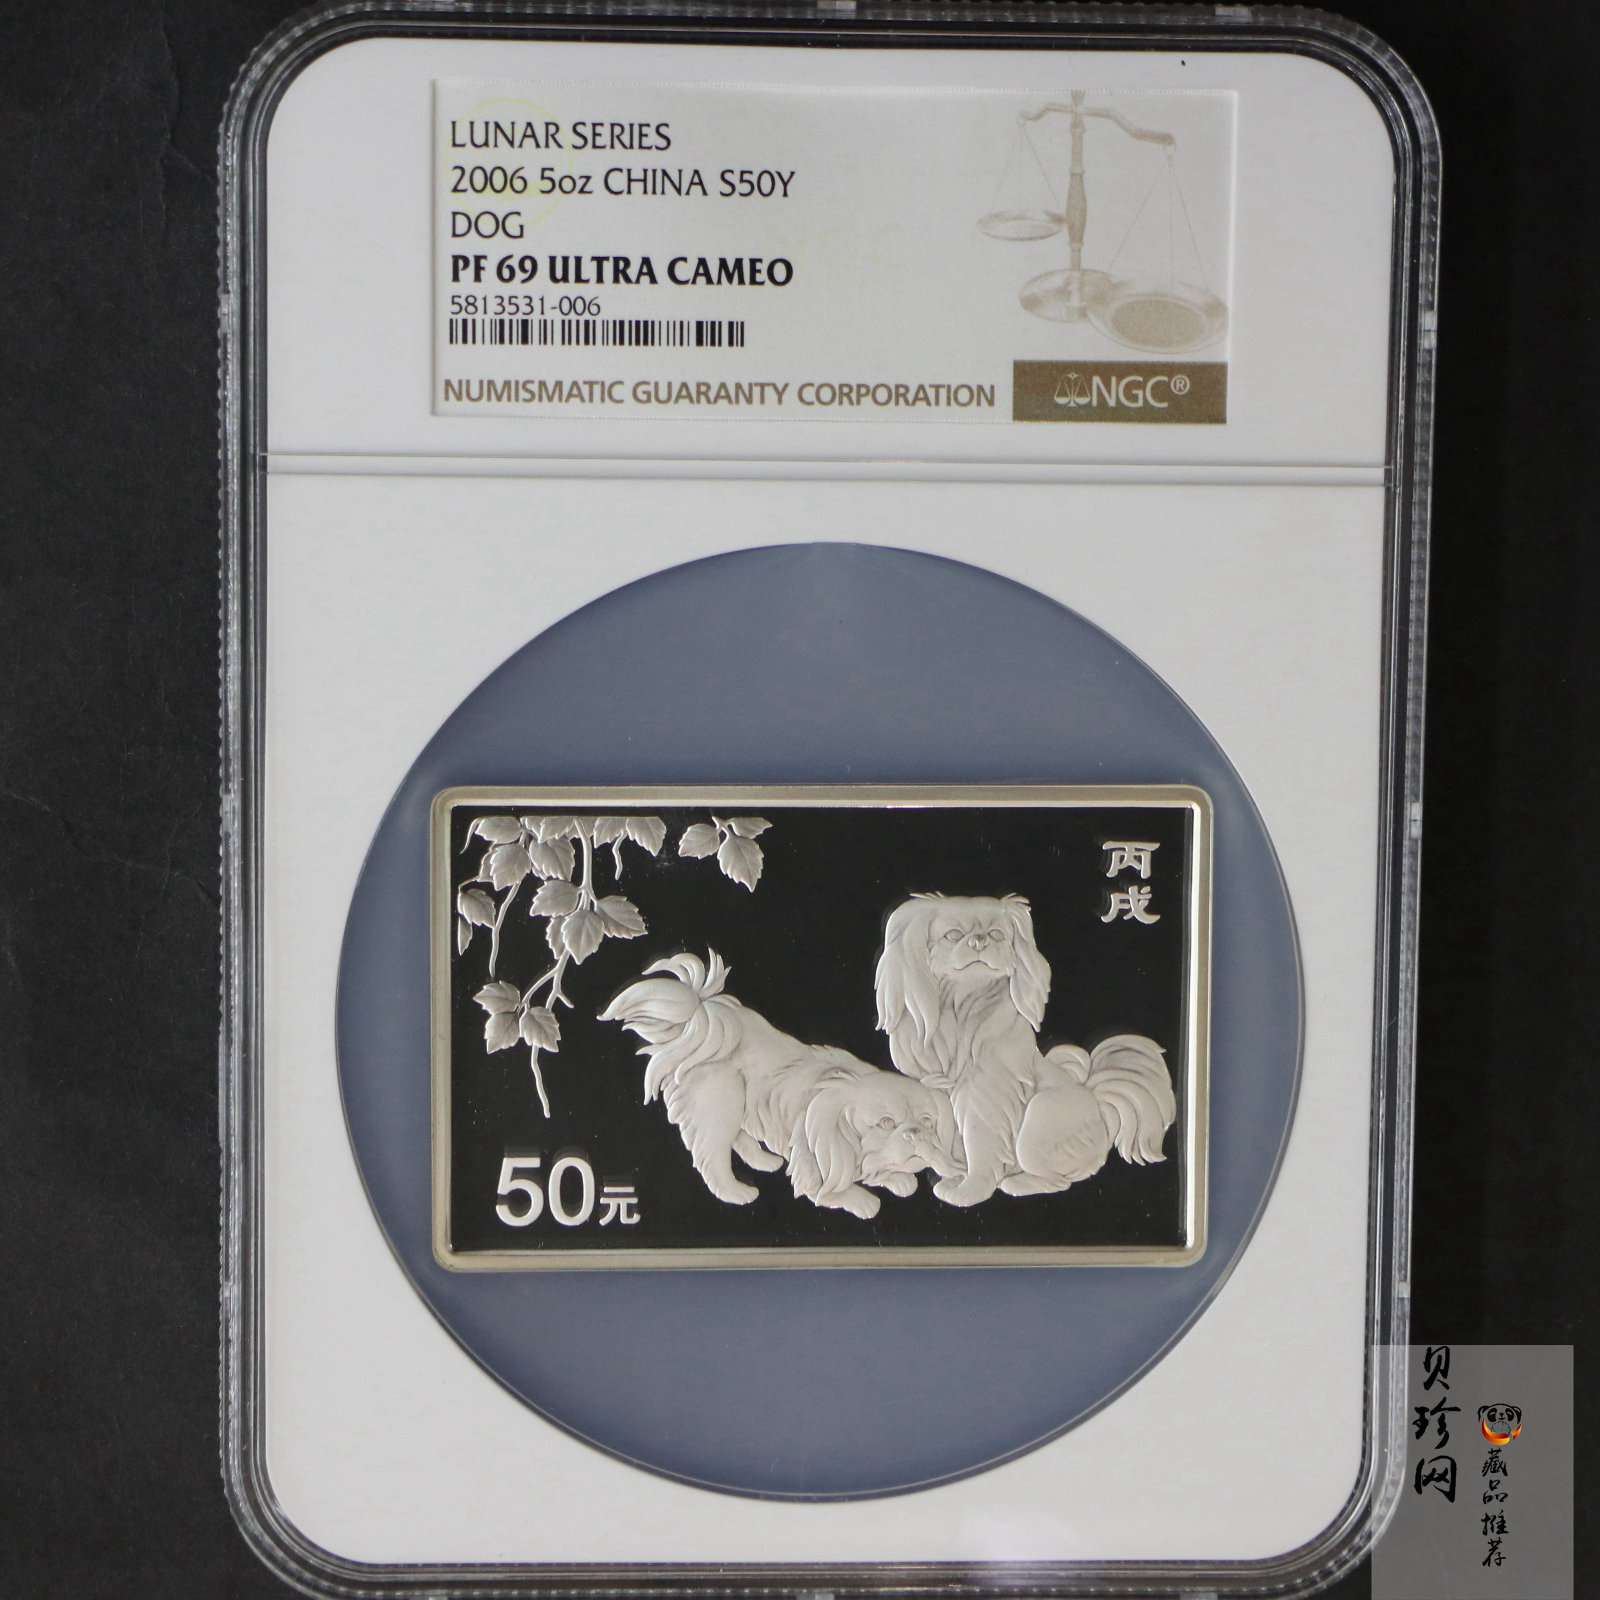 LUNAR SERIES
2006 5oz CHINA S50Y
DOG
PF 69 ULTRA CAMEO
5813531-006
NUMISMATIC GUARANTY CORPORATION
NGC®
丙戌
50元
贝珍网
藏品推荐